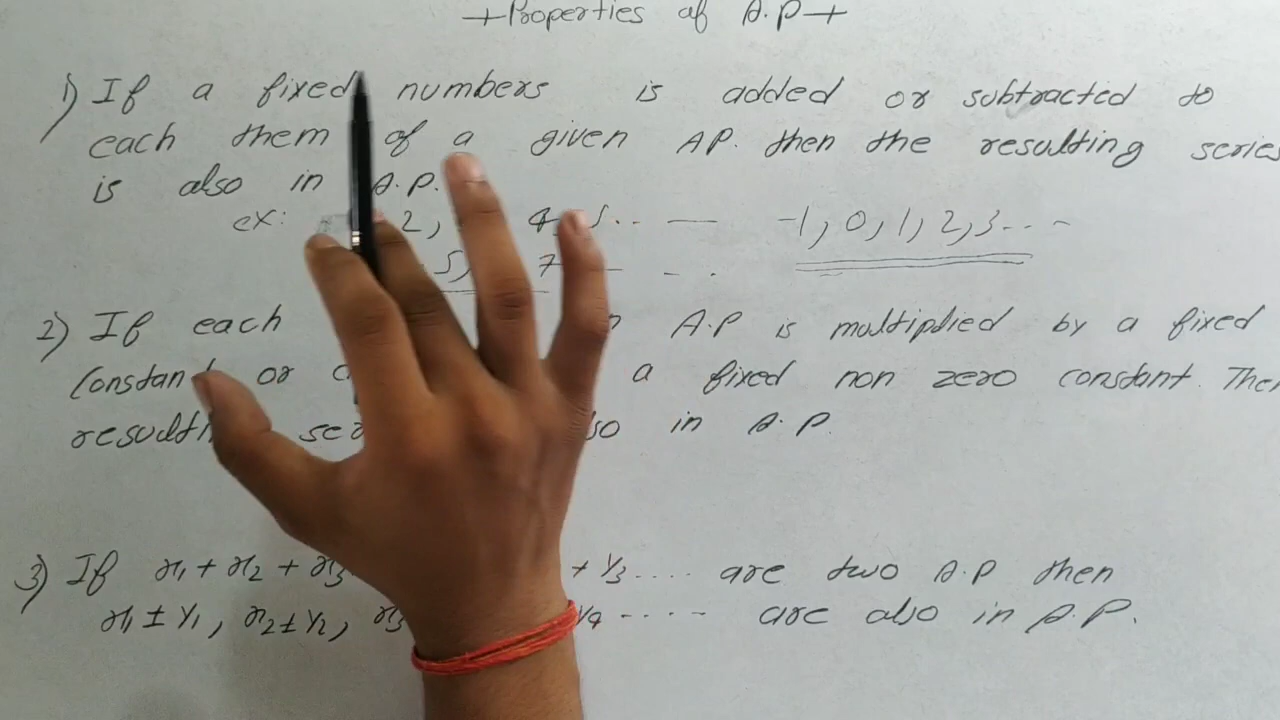 Properties of A.P
1) If a fixed numbers is added or subtracted to
each them of a given AP. then the resulting series
is also in A.P.
ex: 2, 4, 5.. — -1, 0, 1, 2, 3... -
5, 7 - - .
2) If each A.P is multiplied by a fixed
Constant or a fixed non zero constant. Then
in A.P.
3) If x1 + x2 + x3 + y3.... are two A.P then
x1 ± y1, x2 ± y2, x3 y4 .... are also in A.P.